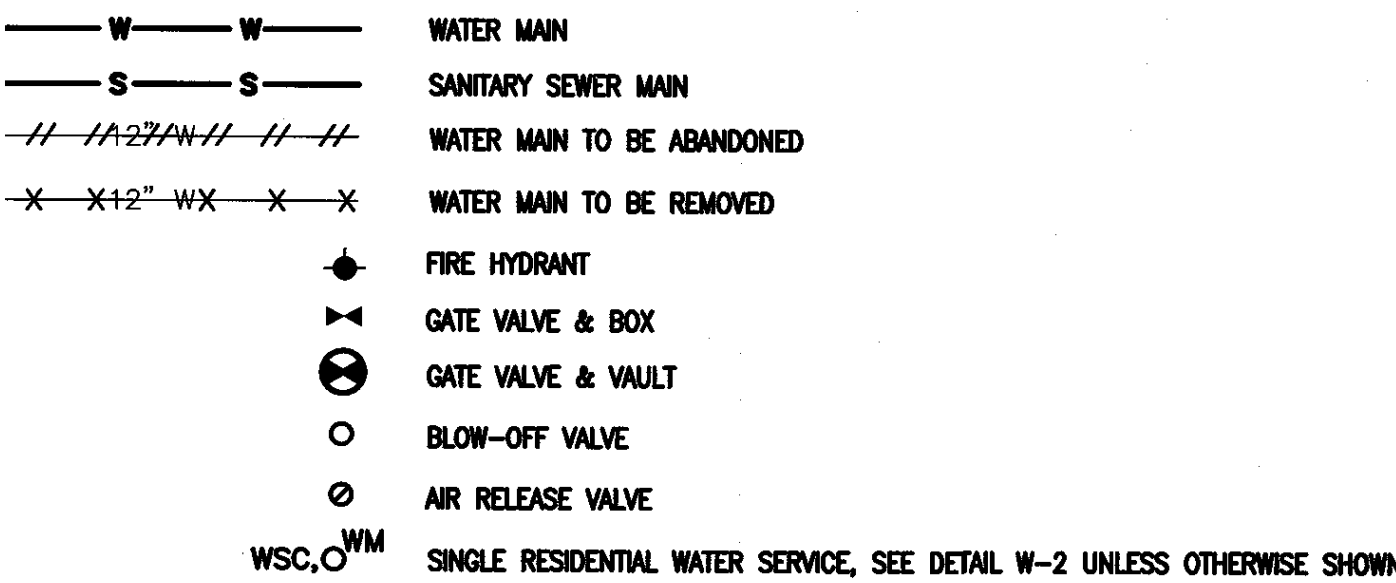 W W WATER MAIN
S S SANITARY SEWER MAIN
12" W WATER MAIN TO BE ABANDONED
X X 12" W X X X WATER MAIN TO BE REMOVED
FIRE HYDRANT
GATE VALVE & BOX
GATE VALVE & VAULT
BLOW-OFF VALVE
AIR RELEASE VALVE
WSC, WM SINGLE RESIDENTIAL WATER SERVICE, SEE DETAIL W-2 UNLESS OTHERWISE SHOWN